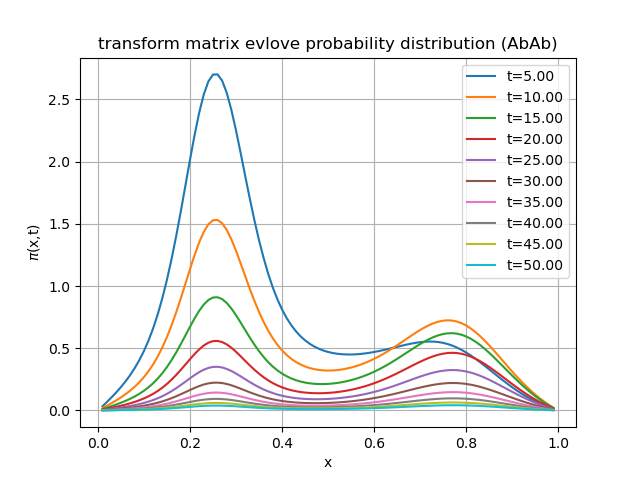 transform matrix evlove probability distribution (AbAb)
π(x,t)
2.5
2.0
1.5
1.0
0.5
0.0
t=5.00
t=10.00
t=15.00
t=20.00
t=25.00
t=30.00
t=35.00
t=40.00
t=45.00
t=50.00
0.0 0.2 0.4 0.6 0.8 1.0
x